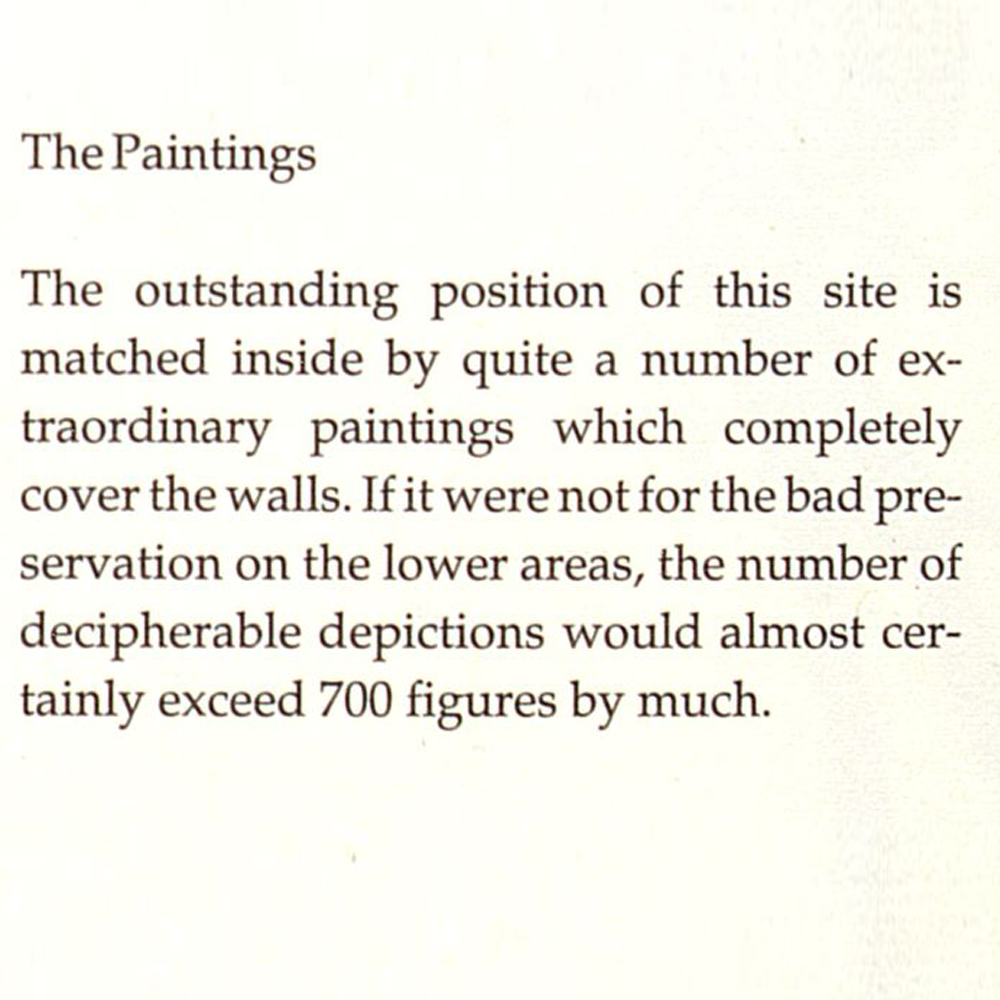 The Paintings
The outstanding position of this site is
matched inside by quite a number of ex-
traordinary paintings which completely
cover the walls. If it were not for the bad pre-
servation on the lower areas, the number of
decipherable depictions would almost cer-
tainly exceed 700 figures by much.